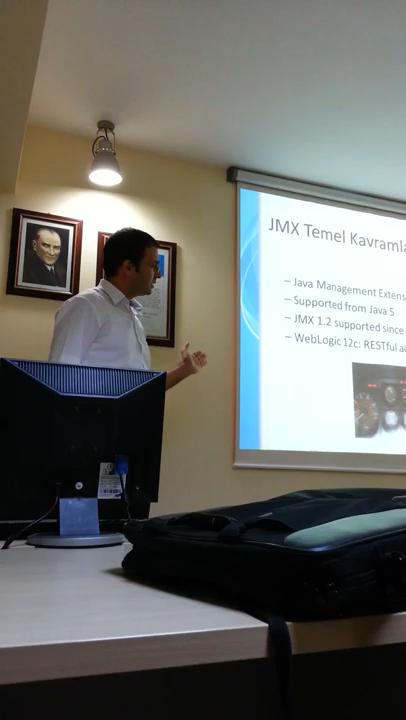 JMX Temel Kavramla
– Java Management Extens
– Supported from Java 5
– JMX 1.2 supported since
– WebLogic 12c: RESTful a